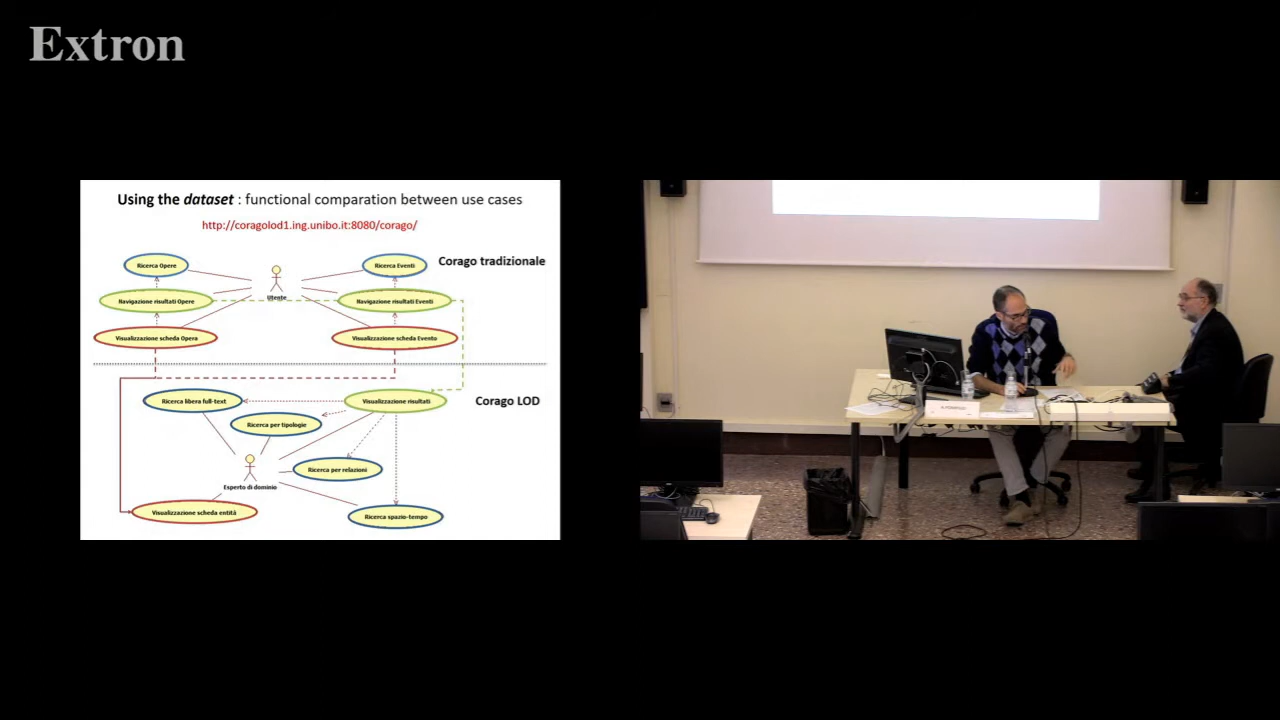 Extron
Using the dataset : functional comparation between use cases
http://coragolod1.ing.unibo.it:8080/corago/
Ricerca Opere
Ricerca Eventi
Corago tradizionale
Utente
Navigazione risultati Opere
Navigazione risultati Eventi
Visualizzazione scheda Opera
Visualizzazione scheda Evento
Ricerca libera full-text
Visualizzazione risultati
Corago LOD
Ricerca per tipologie
Ricerca per relazioni
Esperto di dominio
Visualizzazione scheda entità
Ricerca spazio-tempo